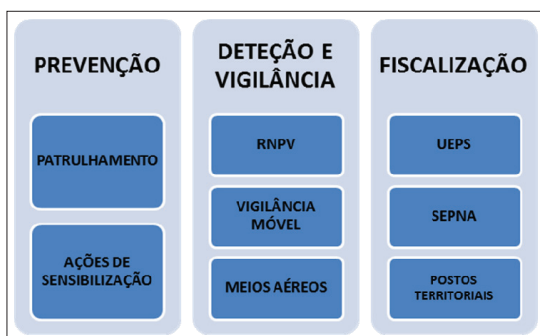 PREVENÇÃO
PATRULHAMENTO
AÇÕES DE
SENSIBILIZAÇÃO
DETEÇÃO E
VIGILÂNCIA
RNPV
VIGILÂNCIA
MÓVEL
MEIOS AÉREOS
FISCALIZAÇÃO
UEPS
SEPNA
POSTOS
TERRITORIAIS